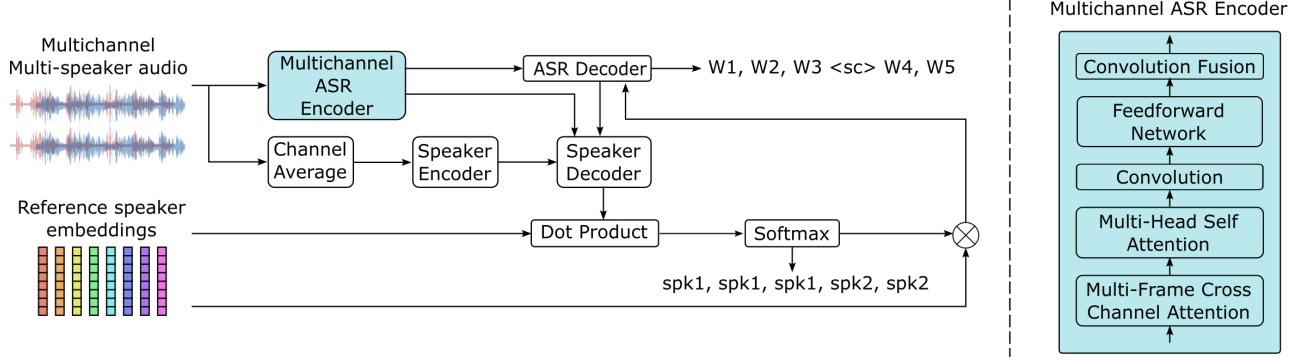 Multichannel
Multi-speaker audio
Multichannel
ASR
Encoder
ASR Decoder
W1, W2, W3 <sc> W4, W5
Channel
Average
Speaker
Encoder
Speaker
Decoder
Reference speaker
embeddings
Dot Product
Softmax
spk1, spk1, spk1, spk2, spk2
Multichannel ASR Encoder
Convolution Fusion
Feedforward
Network
Convolution
Multi-Head Self
Attention
Multi-Frame Cross
Channel Attention